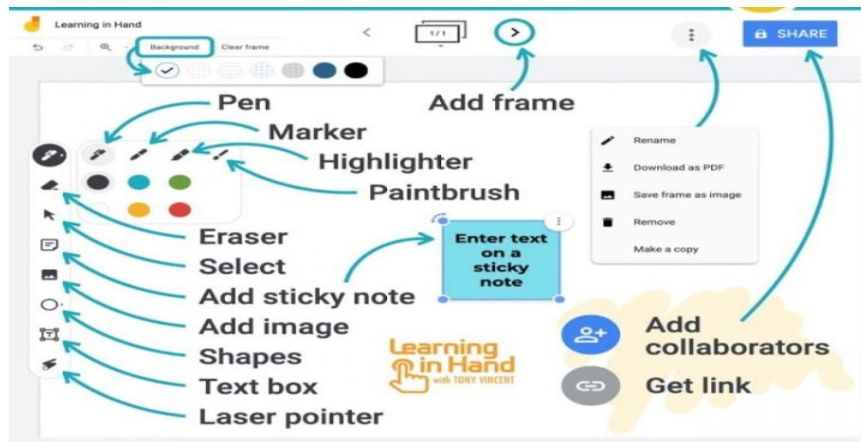 Learning in Hand
1/1
SHARE
Background
Clear frame
Pen
Add frame
Marker
Highlighter
Paintbrush
Rename
Download as PDF
Save frame as image
Remove
Make a copy
Eraser
Select
Add sticky note
Add image
Shapes
Text box
Laser pointer
Enter text
on a
sticky
note
Learning
in Hand
with TONY VINCENT
Add
collaborators
Get link